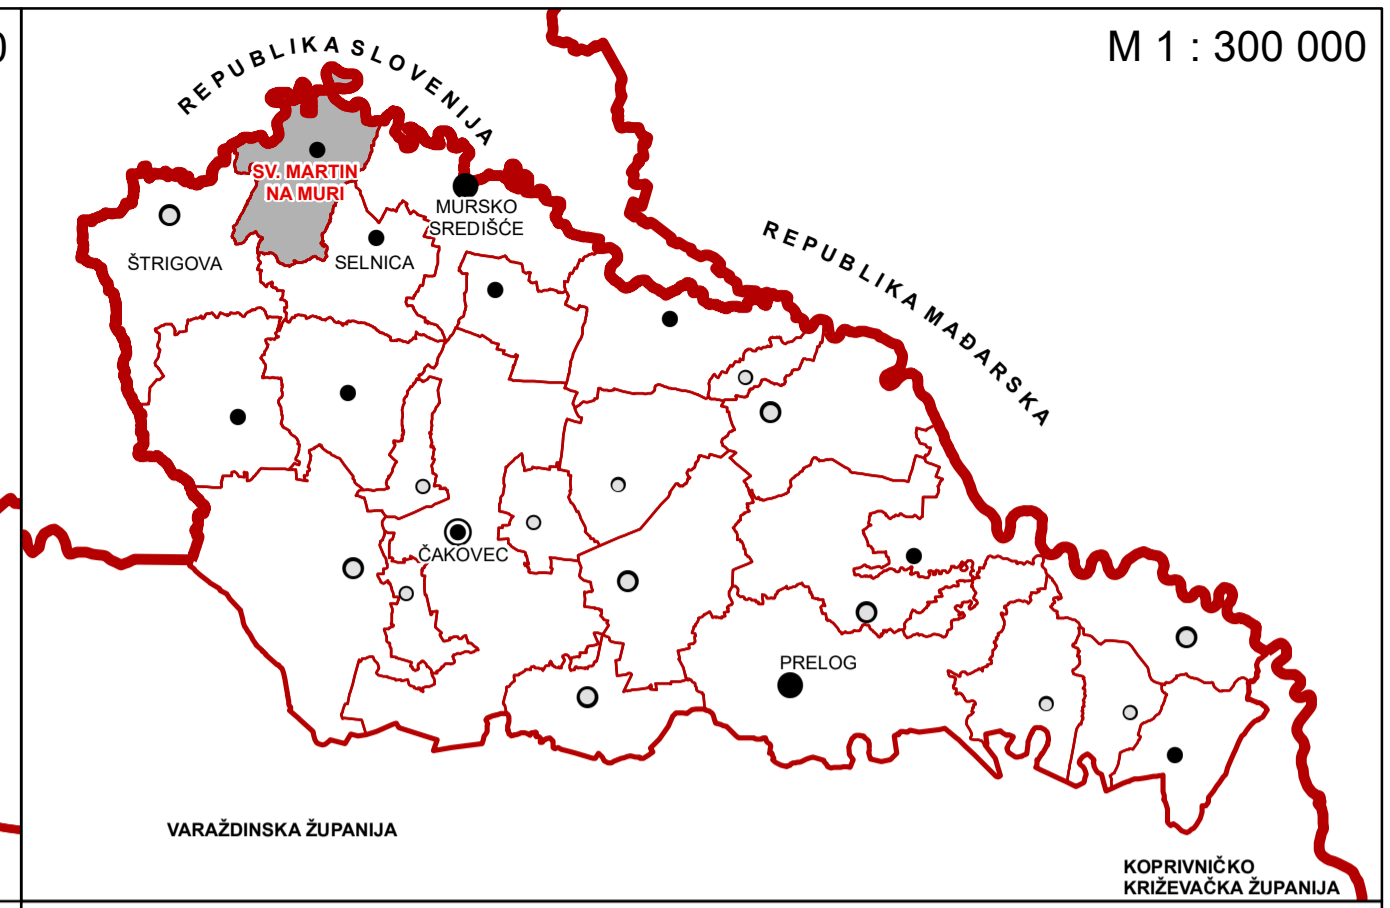 0
M 1 : 300 000
REPUBLIKA SLOVENIJA
SV. MARTIN
NA MURI
MURSKO
SREDIŠĆE
ŠTRIGOVA
SELNICA
REPUBLIKA MAĐARSKA
ČAKOVEC
PRELOG
VARAŽDINSKA ŽUPANIJA
KOPRIVNIČKO
KRIŽEVAČKA ŽUPANIJA